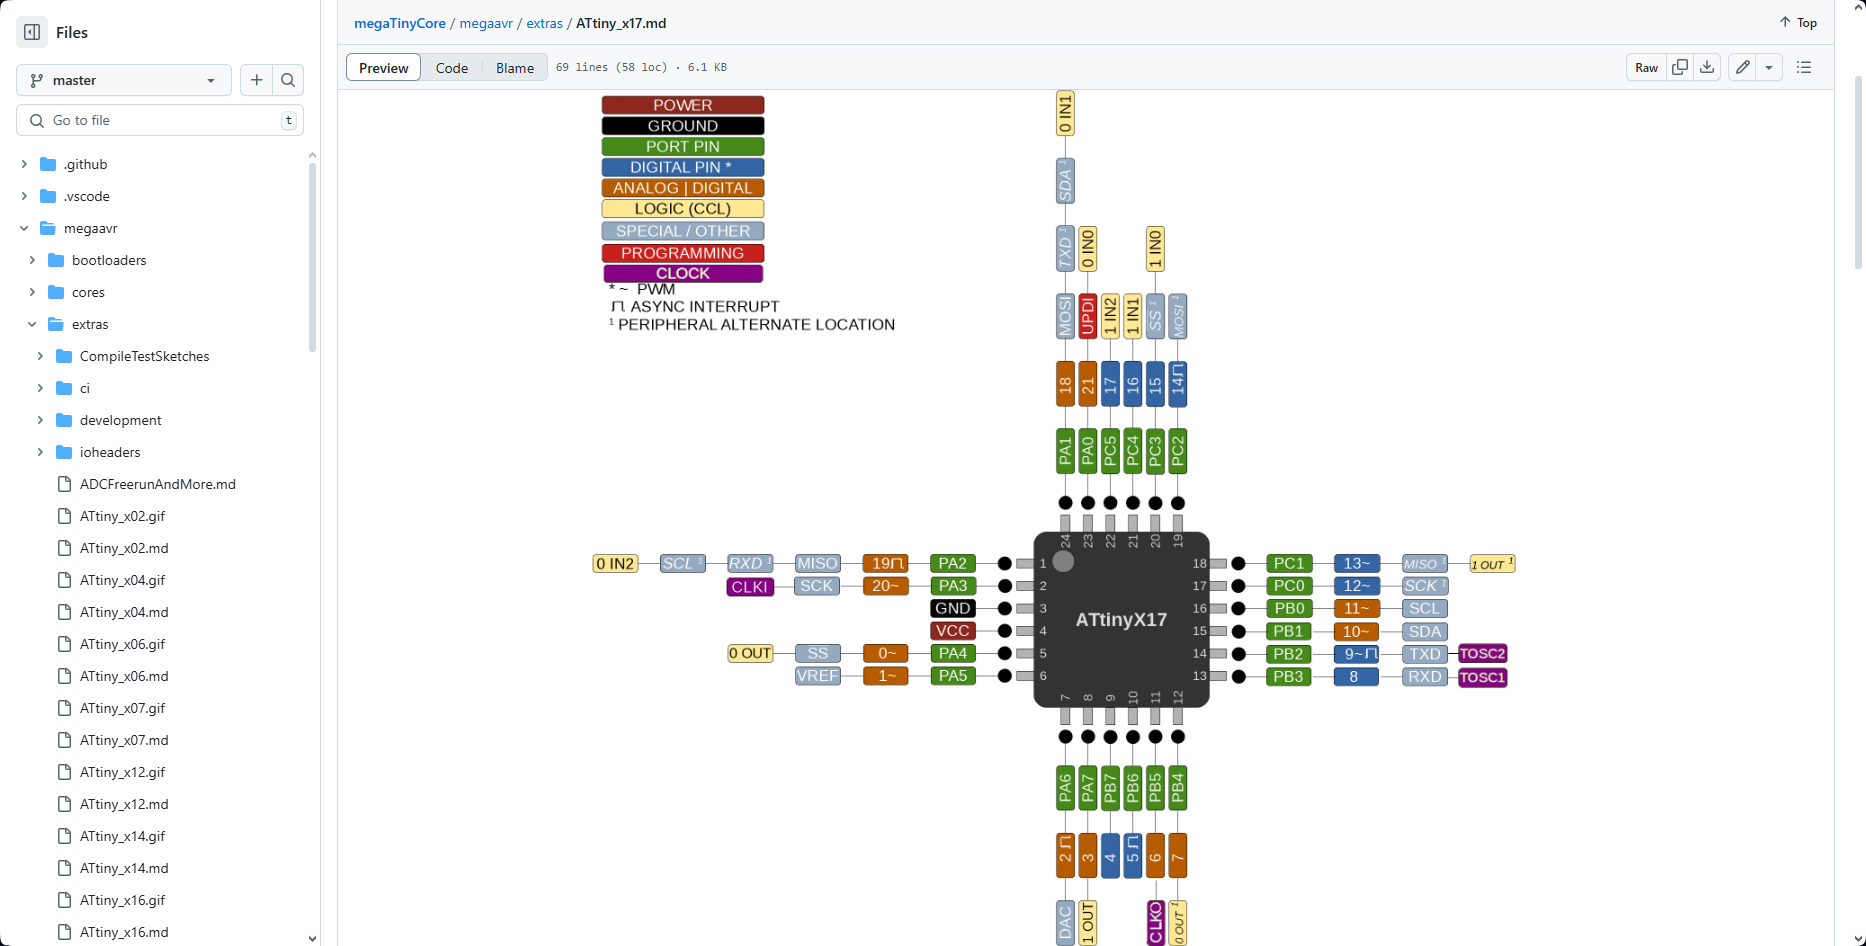 Files
master
Go to file
t
.github
.vscode
megaavr
bootloaders
cores
extras
CompileTestSketches
ci
development
ioheaders
ADCFreerunAndMore.md
ATtiny_x02.gif
ATtiny_x02.md
ATtiny_x04.gif
ATtiny_x04.md
ATtiny_x06.gif
ATtiny_x06.md
ATtiny_x07.gif
ATtiny_x07.md
ATtiny_x12.gif
ATtiny_x12.md
ATtiny_x14.gif
ATtiny_x14.md
ATtiny_x16.gif
ATtiny_x16.md
megaTinyCore / megaavr / extras / ATtiny_x17.md
Top
Preview Code Blame 69 lines (58 loc) · 6.1 KB
Raw
POWER
GROUND
PORT PIN
DIGITAL PIN *
ANALOG | DIGITAL
LOGIC (CCL)
SPECIAL / OTHER
PROGRAMMING
CLOCK
* ~ PWM
⎍ ASYNC INTERRUPT
¹ PERIPHERAL ALTERNATE LOCATION
0 IN1 SDA ¹ TXD ¹ MOSI 18 PA1 24
0 IN0 UPDI 21 PA0 23
1 IN2 17 PC5 22
1 IN1 16 PC4 21
1 IN0 SS ¹ 15 PC3 20
MOSI ¹ 14⎍ PC2 19
0 IN2 SCL ¹ RXD ¹ MISO 19⎍ PA2 1
CLKI SCK 20~ PA3 2
GND 3
VCC 4
0 OUT SS 0~ PA4 5
VREF 1~ PA5 6
ATtinyX17
18 PC1 13~ MISO ¹ 1 OUT ¹
17 PC0 12~ SCK ¹
16 PB0 11~ SCL
15 PB1 10~ SDA
14 PB2 9~⎍ TXD TOSC2
13 PB3 8 RXD TOSC1
7 PA6 2⎍ DAC
8 PA7 3 1 OUT
9 PB7 4
10 PB6 5⎍
11 PB5 6 CLKO
12 PB4 7 0 OUT ¹